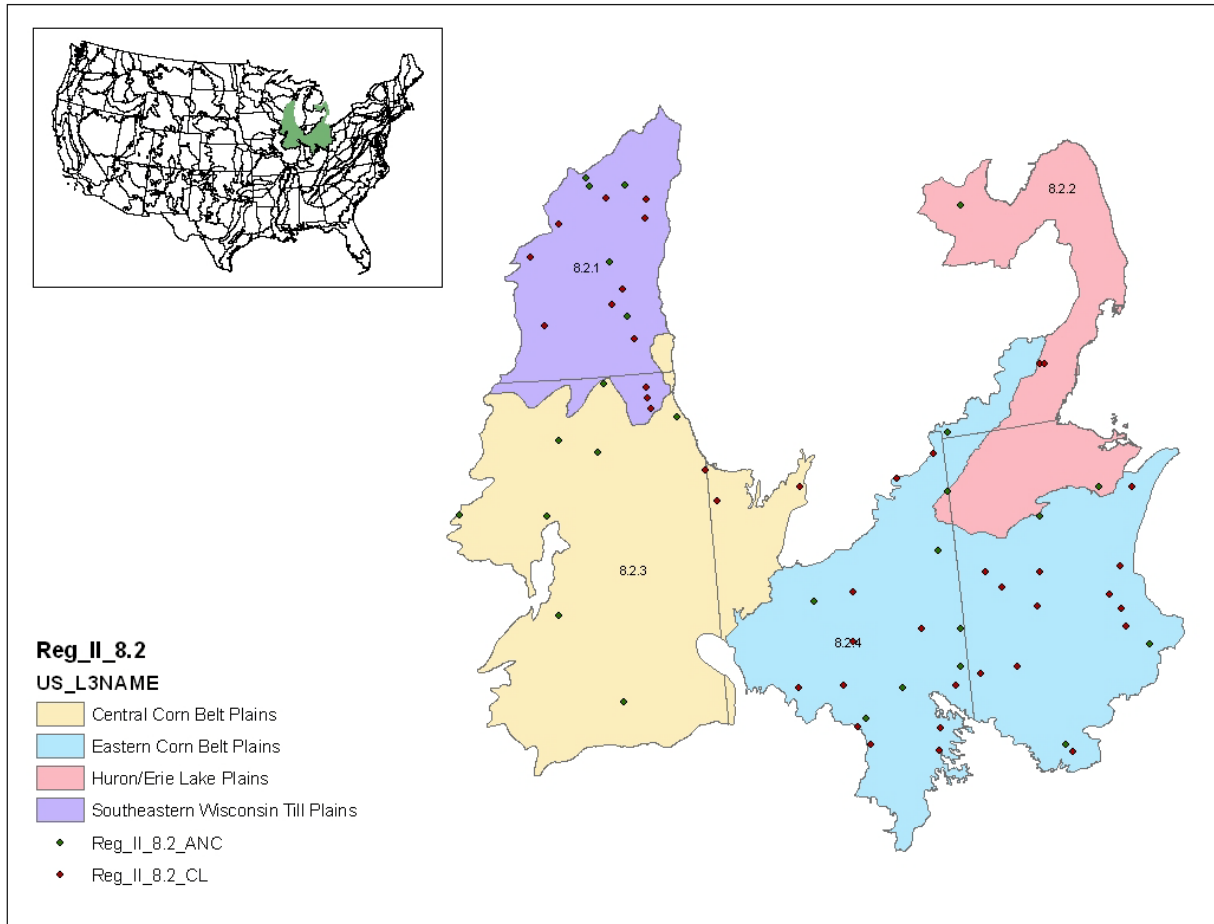 8.2.2
8.2.1
8.2.3
8.2.4
Reg_II_8.2
US_L3NAME
Central Corn Belt Plains
Eastern Corn Belt Plains
Huron/Erie Lake Plains
Southeastern Wisconsin Till Plains
Reg_II_8.2_ANC
Reg_II_8.2_CL